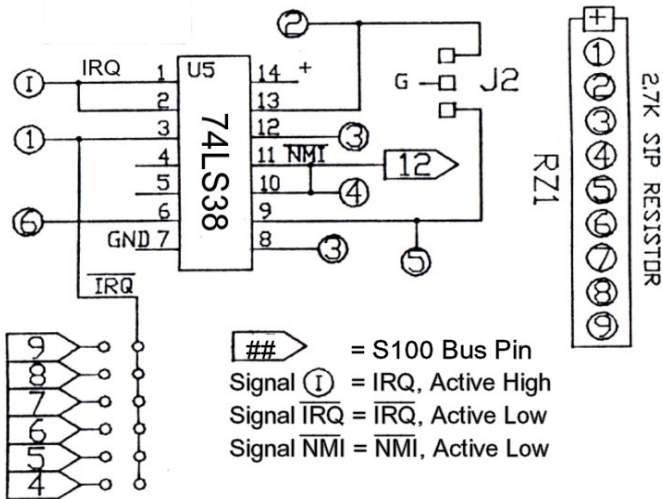 2
I IRQ 1 U5 14 +
2 13
1 3 12 3
4 11 NMI 12
5 10 4
6 6 9
GND 7 8 3
5
74LS38
G J2
IRQ
9
8
7
6
5
4
+
1
2
3
4
5
6
7
8
9
RZ1
2.7K SIP RESISTOR
## = S100 Bus Pin
Signal I = IRQ, Active High
Signal IRQ = IRQ, Active Low
Signal NMI = NMI, Active Low